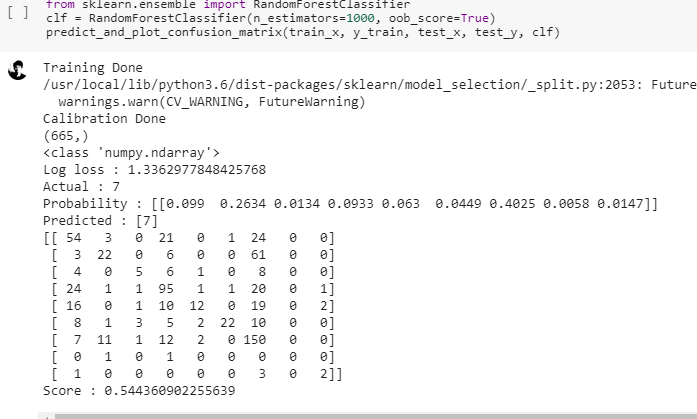 from sklearn.ensemble import RandomForestClassifier
[ ] clf = RandomForestClassifier(n_estimators=1000, oob_score=True)
predict_and_plot_confusion_matrix(train_x, y_train, test_x, test_y, clf)
Training Done
/usr/local/lib/python3.6/dist-packages/sklearn/model_selection/_split.py:2053: Future
warnings.warn(CV_WARNING, FutureWarning)
Calibration Done
(665,)
<class 'numpy.ndarray'>
Log loss : 1.3362977848425768
Actual : 7
Probability : [[0.099  0.2634 0.0134 0.0933 0.063  0.0449 0.4025 0.0058 0.0147]]
Predicted : [7]
[[ 54   3   0  21   0   1  24   0   0]
[  3  22   0   6   0   0  61   0   0]
[  4   0   5   6   1   0   8   0   0]
[ 24   1   1  95   1   1  20   0   1]
[ 16   0   1  10  12   0  19   0   2]
[  8   1   3   5   2  22  10   0   0]
[  7  11   1  12   2   0 150   0   0]
[  0   1   0   1   0   0   0   0   0]
[  1   0   0   0   0   0   3   0   2]]
Score : 0.544360902255639